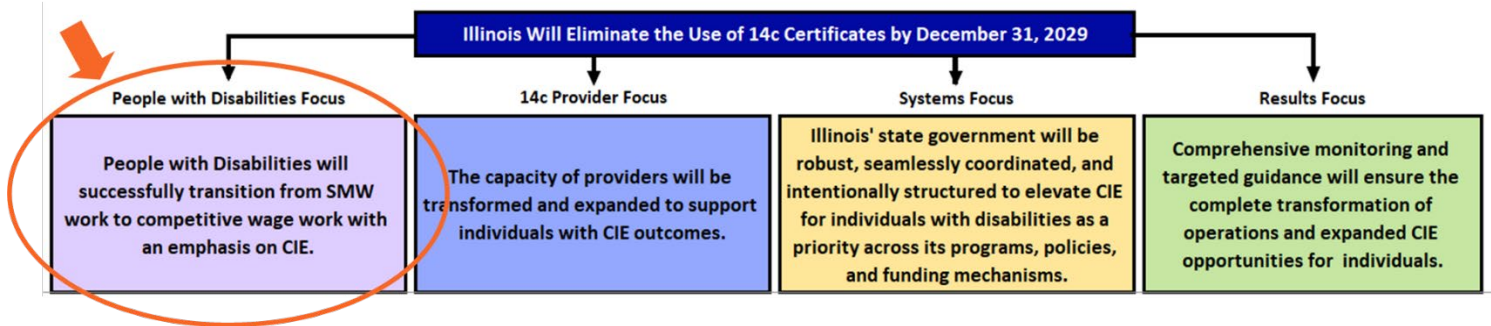 Illinois Will Eliminate the Use of 14c Certificates by December 31, 2029
People with Disabilities Focus
People with Disabilities will
successfully transition from SMW
work to competitive wage work with
an emphasis on CIE.
14c Provider Focus
The capacity of providers will be
transformed and expanded to support
individuals with CIE outcomes.
Systems Focus
Illinois' state government will be
robust, seamlessly coordinated, and
intentionally structured to elevate CIE
for individuals with disabilities as a
priority across its programs, policies,
and funding mechanisms.
Results Focus
Comprehensive monitoring and
targeted guidance will ensure the
complete transformation of
operations and expanded CIE
opportunities for individuals.